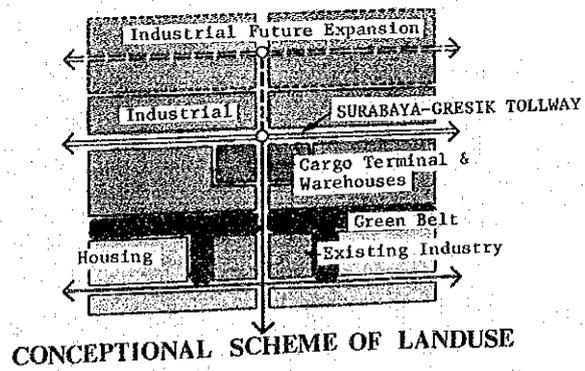 Industrial Future Expansion
Industrial
SURABAYA-GRESIK TOLLWAY
Cargo Terminal &
Warehouses
Green Belt
Housing
Existing Industry
CONCEPTIONAL SCHEME OF LANDUSE